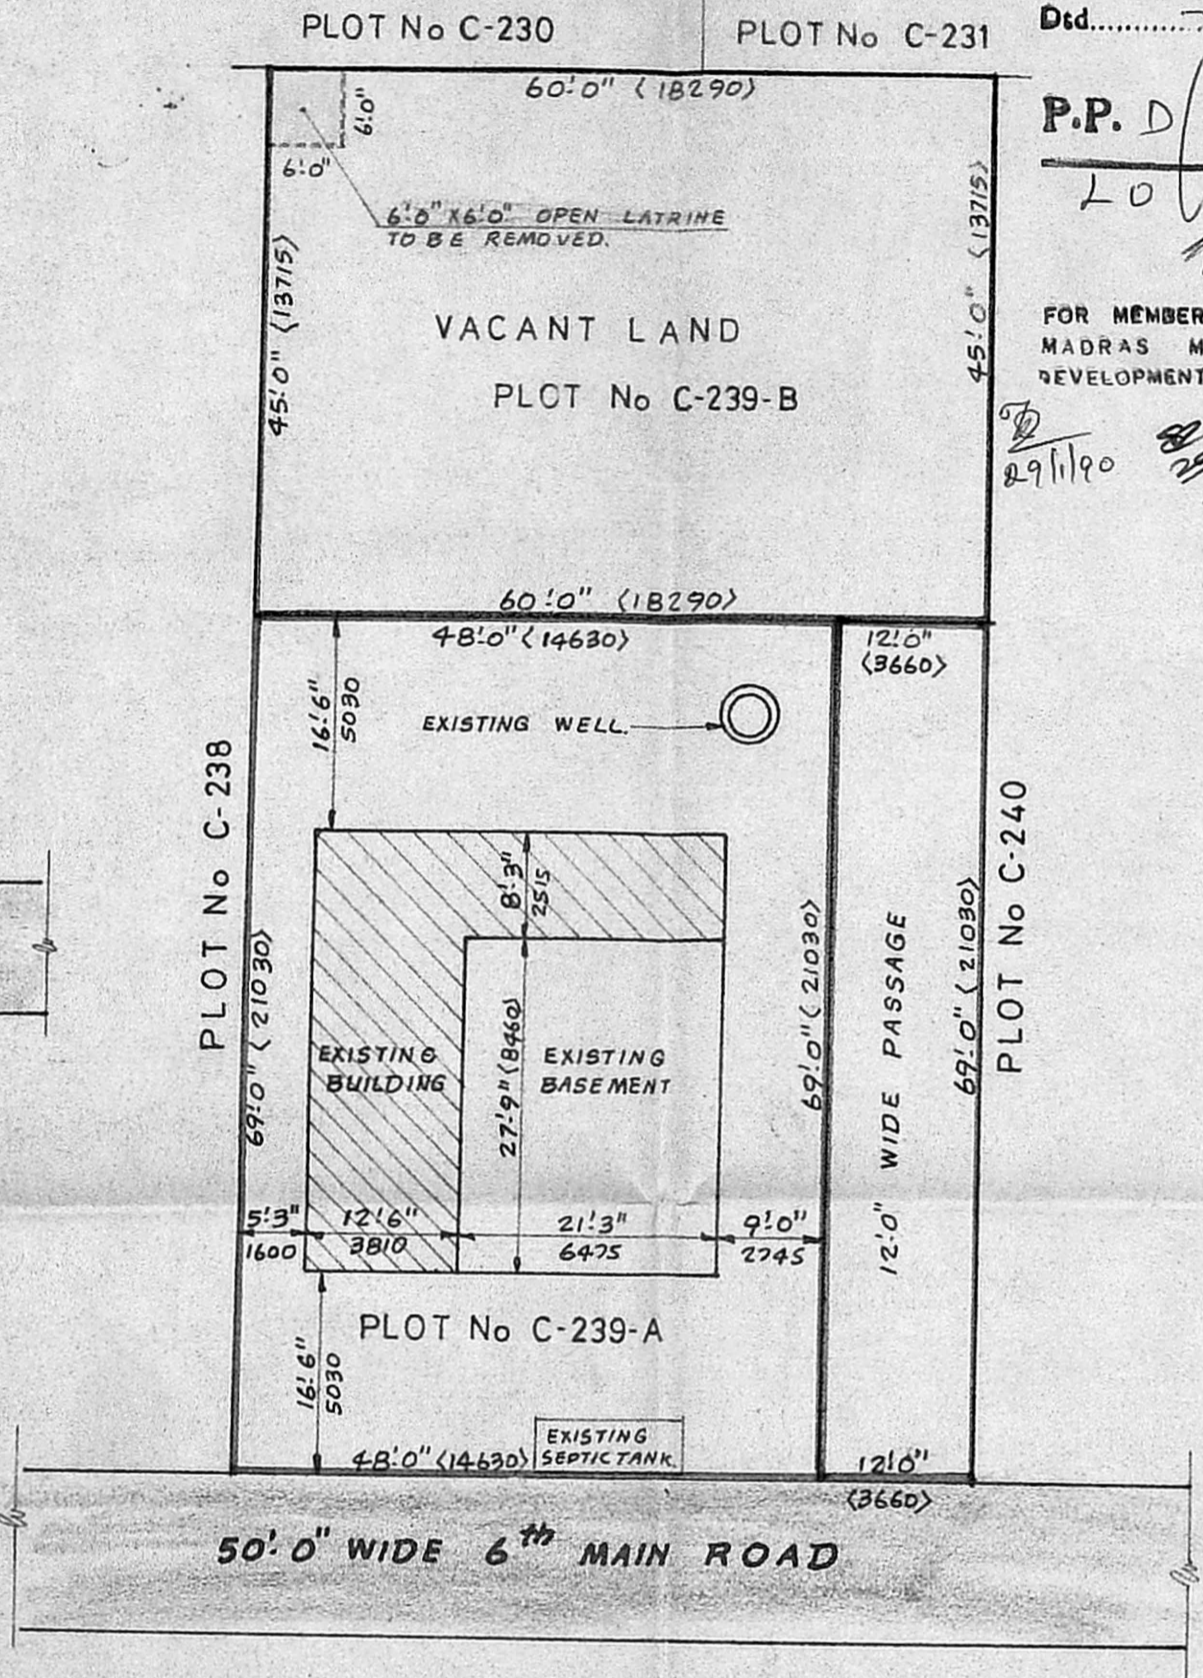 PLOT No C-230
PLOT No C-231
Dtd...........
60'.0" (18290)
6'.0"
6'.0"
P.P. D
LO
6'.0" X 6'.0" OPEN LATRINE
TO BE REMOVED.
45'.0" (13715)
45'.0" (13715)
FOR MEMBER
MADRAS M
DEVELOPMENT
VACANT LAND
PLOT No C-239-B
29/1/90
60'.0" (18290)
48'.0" (14630)
12'.0"
(3660)
16'.6"
5030
EXISTING WELL.
PLOT No C-238
PLOT No C-240
8'.3"
2515
69'.0" (21030)
69'.0" (21030)
69'.0" (21030)
12'.0" WIDE PASSAGE
EXISTING
BUILDING
27'.9" (8460)
EXISTING
BASEMENT
5'.3"
1600
12'.6"
3810
21'.3"
6475
9'.0"
2745
PLOT No C-239-A
16'.6"
5030
EXISTING
SEPTIC TANK.
48'.0" (14630)
12'.0"
(3660)
50'.0" WIDE 6th MAIN ROAD